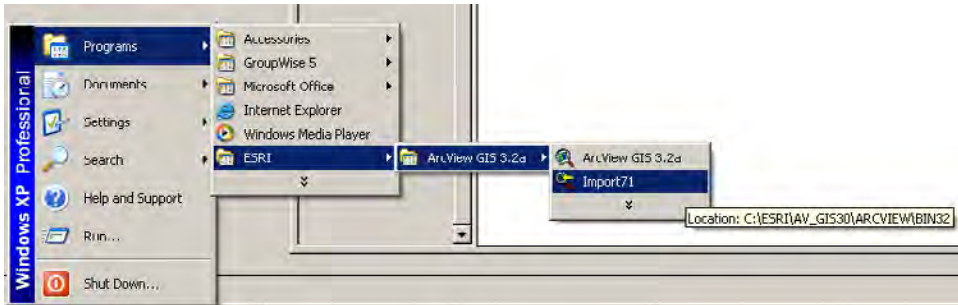 Windows XP Professional
Programs
Documents
Settings
Search
Help and Support
Run...
Shut Down...
Accessories
GroupWise 5
Microsoft Office
Internet Explorer
Windows Media Player
ESRI
ArcView GIS 3.2a
ArcView GIS 3.2a
Import71
Location: C:\ESRI\AV_GIS30\ARCVIEW\BIN32